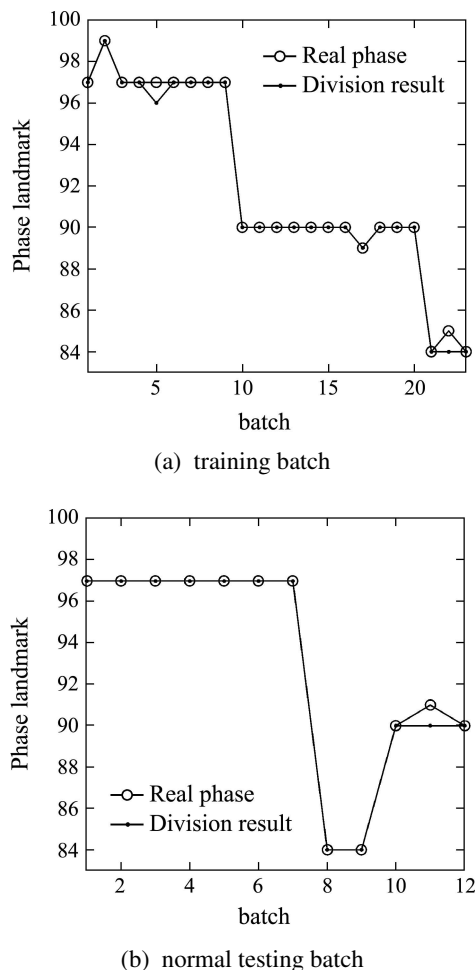 100
98
96
94
92
90
88
86
84
Phase landmark
Real phase
Division result
5 10 15 20
batch
(a) training batch
100
98
96
94
92
90
88
86
84
Phase landmark
Real phase
Division result
2 4 6 8 10 12
batch
(b) normal testing batch